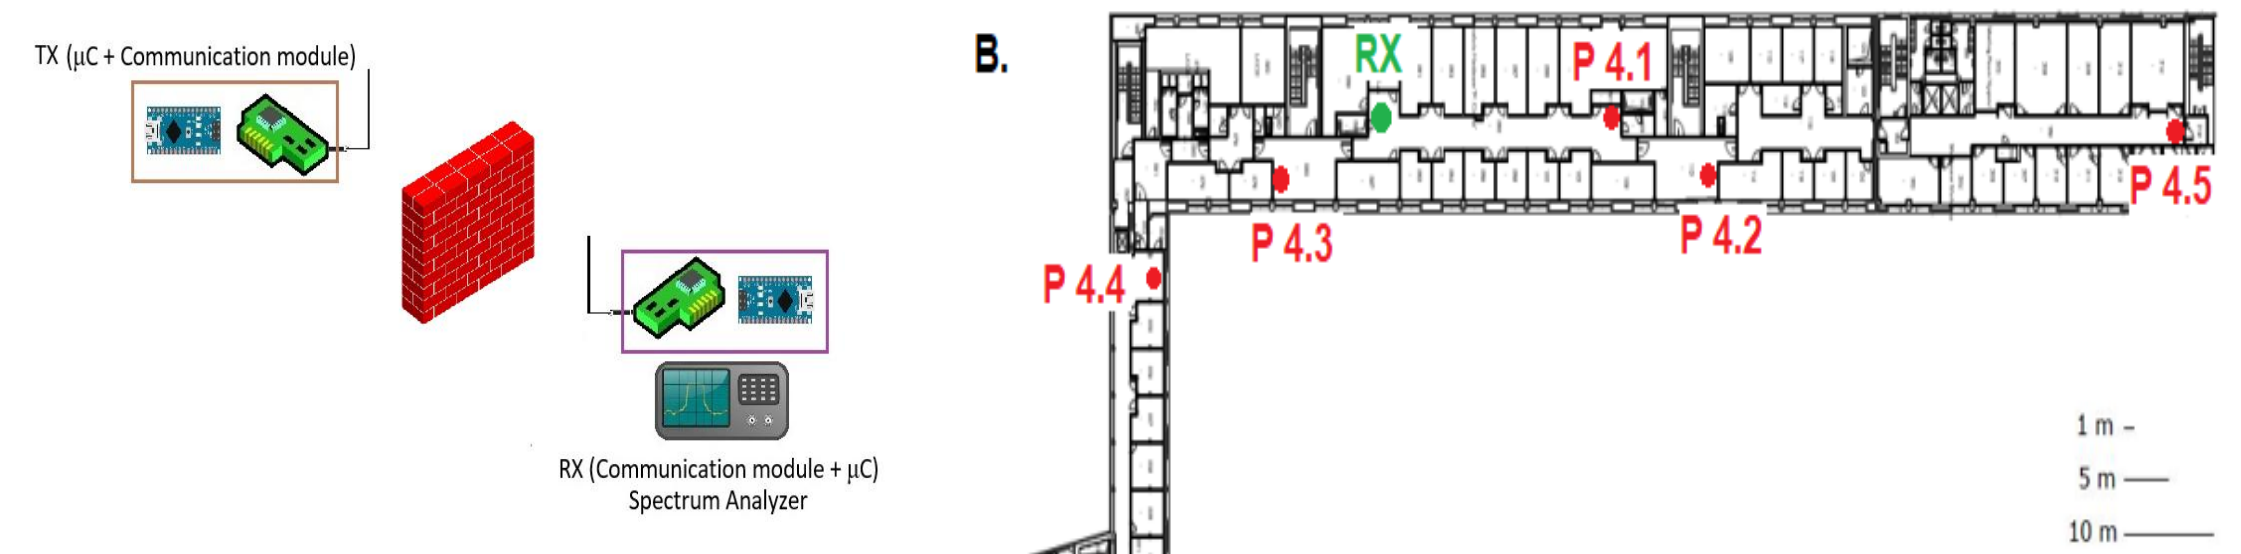 TX (μC + Communication module)
RX (Communication module + μC)
Spectrum Analyzer
B.
RX
P 4.1
P 4.5
P 4.3
P 4.2
P 4.4
1 m
5 m
10 m